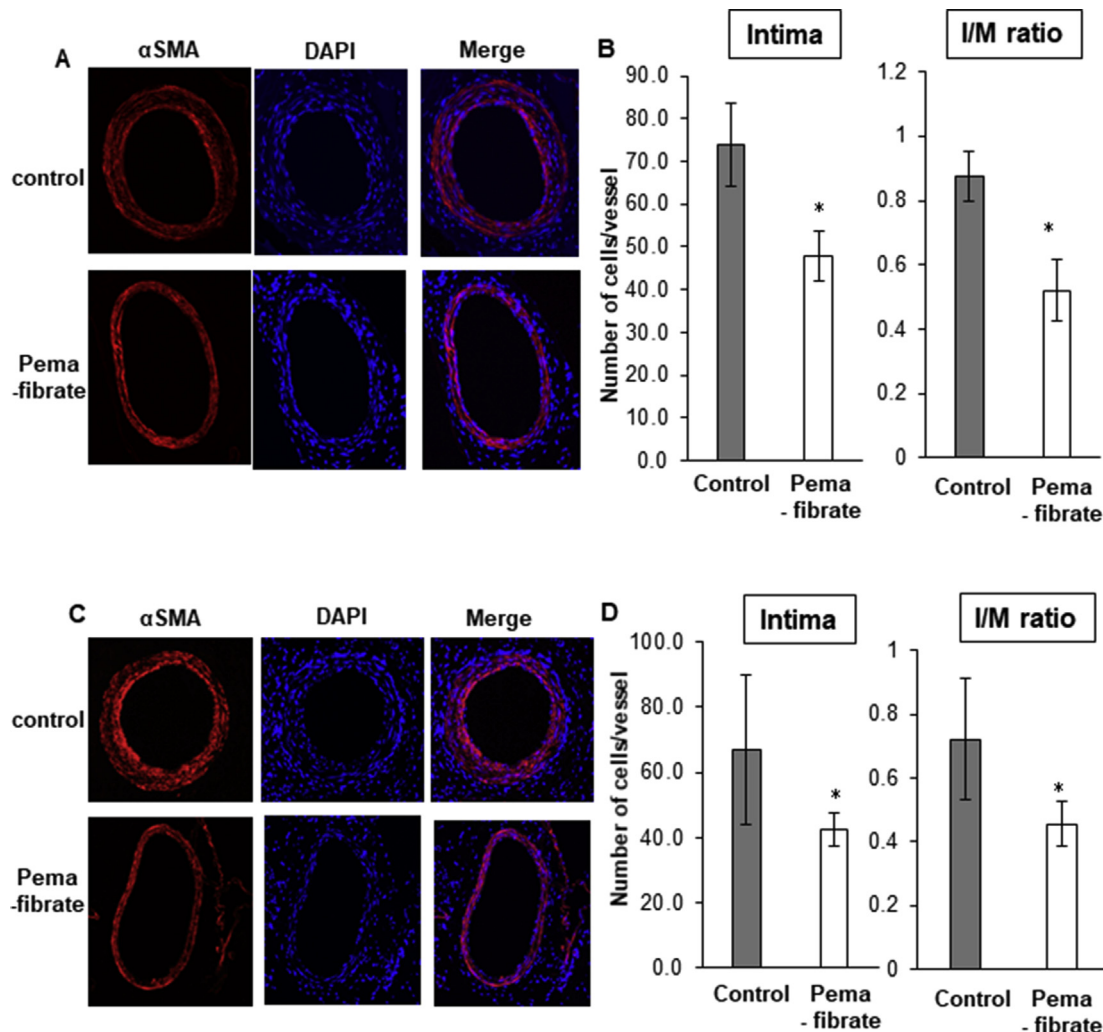 A
αSMA
DAPI
Merge
control
Pema
-fibrate
B
Intima
I/M ratio
Number of cells/vessel
90.0
80.0
70.0
60.0
50.0
40.0
30.0
20.0
10.0
0.0
*
Control
Pema
- fibrate
1.2
1
0.8
0.6
0.4
0.2
0
*
Control
Pema
- fibrate
C
αSMA
DAPI
Merge
control
Pema
-fibrate
D
Intima
I/M ratio
Number of cells/vessel
100.0
80.0
60.0
40.0
20.0
0.0
*
Control
Pema
- fibrate
1
0.8
0.6
0.4
0.2
0
*
Control
Pema
- fibrate